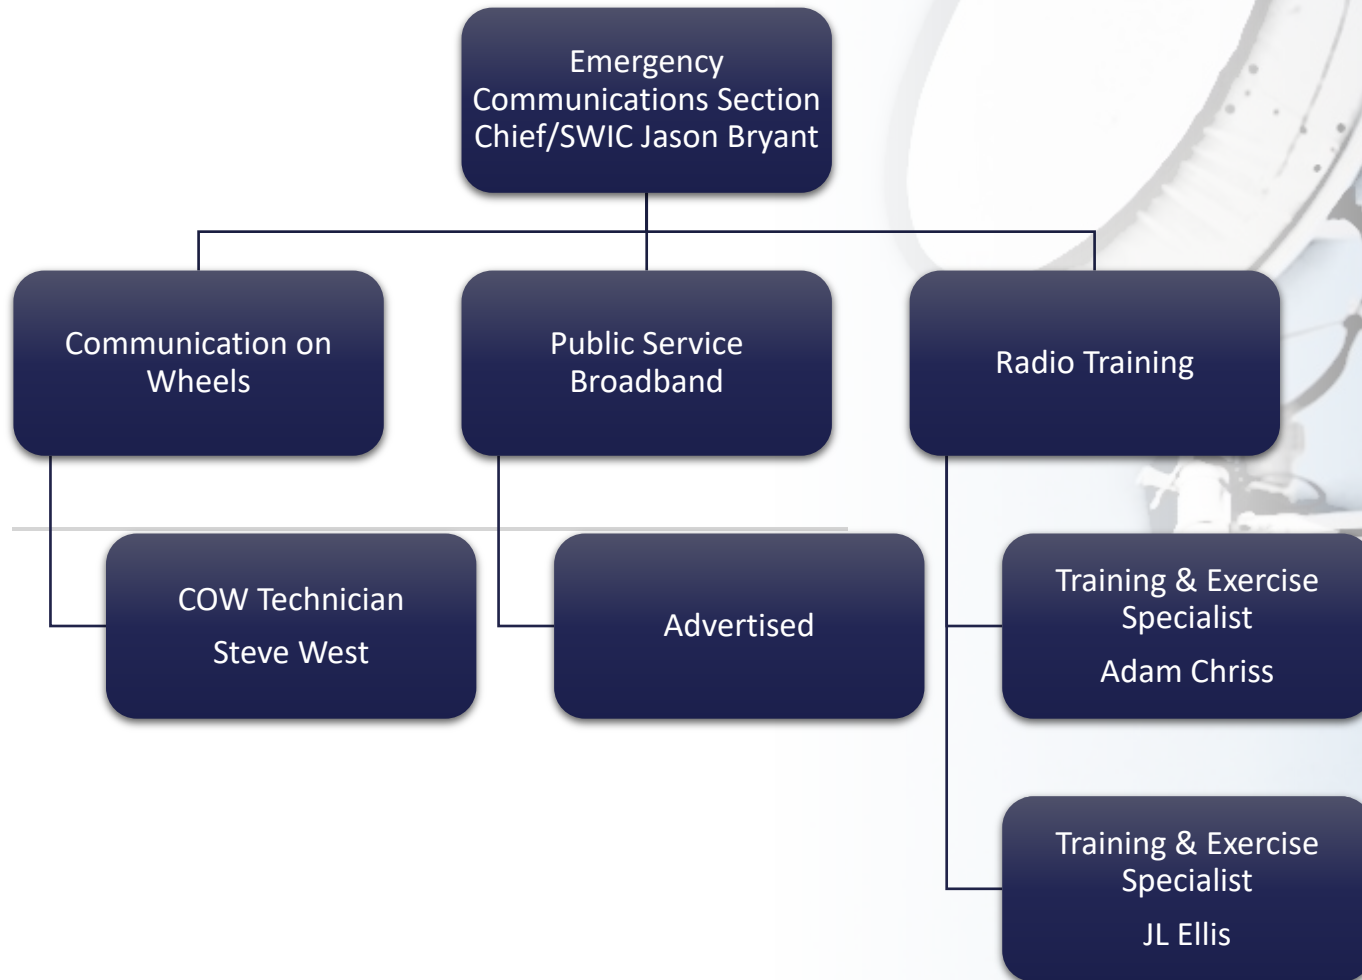 Emergency
Communications Section
Chief/SWIC Jason Bryant
Communication on
Wheels
Public Service
Broadband
Radio Training
COW Technician
Steve West
Advertised
Training & Exercise
Specialist
Adam Chriss
Training & Exercise
Specialist
JL Ellis